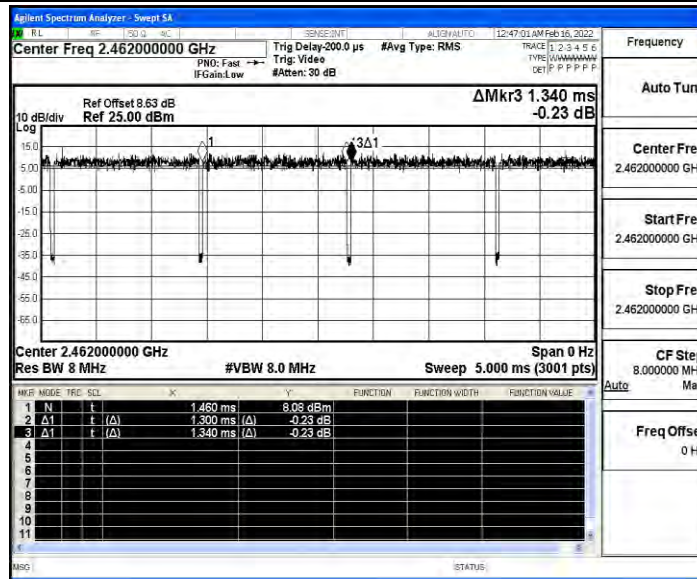 Agilent Spectrum Analyzer - Swept SA
RL RF 50 Ω AC SENSE:INT ALIGN AUTO 12:47:01 AM Feb 16, 2022
Center Freq 2.462000000 GHz Trig Delay-200.0 µs #Avg Type: RMS TRACE 1 2 3 4 5 6
PNO: Fast Trig: Video TYPE WWWWWW
IFGain:Low #Atten: 30 dB DET P P P P P P
Ref Offset 8.63 dB ΔMkr3 1.340 ms
10 dB/div Ref 25.00 dBm -0.23 dB
Log
15.0
5.00
-5.00
-15.0
-25.0
-35.0
-45.0
-55.0
-65.0
1
3Δ1
Center 2.462000000 GHz Span 0 Hz
Res BW 8 MHz #VBW 8.0 MHz Sweep 5.000 ms (3001 pts)
MKR MODE TRC SCL X Y FUNCTION FUNCTION WIDTH FUNCTION VALUE
1 N t 1.460 ms 8.08 dBm
2 Δ1 t (Δ) 1.300 ms (Δ) -0.23 dB
3 Δ1 t (Δ) 1.340 ms (Δ) -0.23 dB
4
5
6
7
8
9
10
11
MSG STATUS
Frequency
Auto Tun
Center Fre
2.462000000 GH
Start Fre
2.462000000 GH
Stop Fre
2.462000000 GH
CF Ste
8.000000 MH
Auto Ma
Freq Offse
0 H